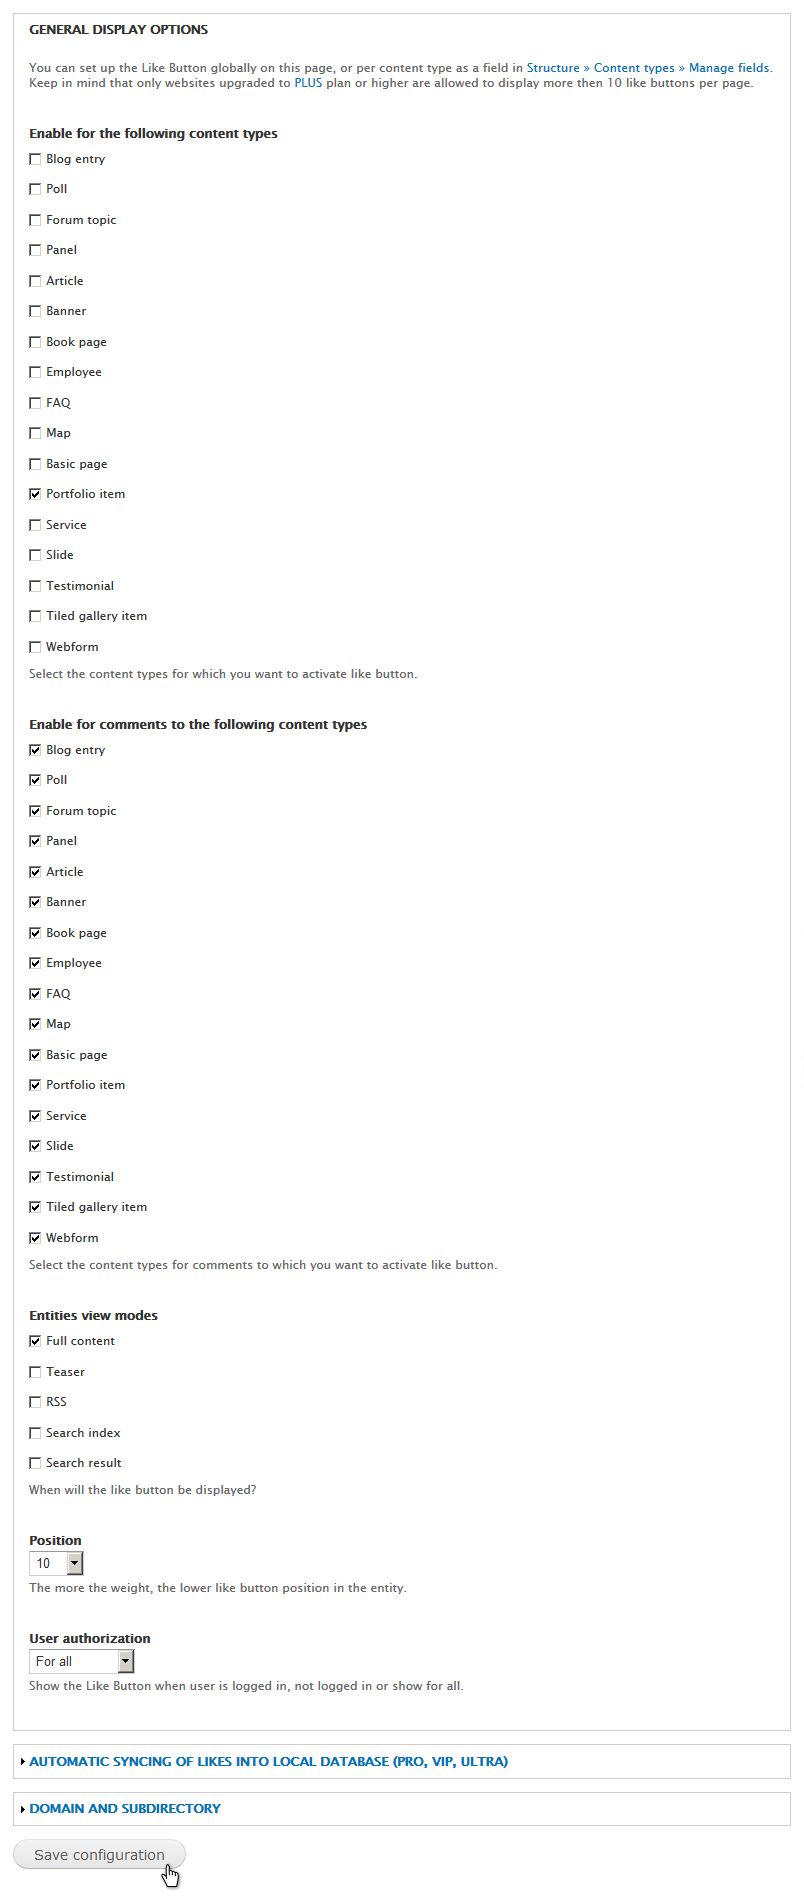 GENERAL DISPLAY OPTIONS
You can set up the Like Button globally on this page, or per content type as a field in Structure » Content types » Manage fields.
Keep in mind that only websites upgraded to PLUS plan or higher are allowed to display more then 10 like buttons per page.
Enable for the following content types
Blog entry
Poll
Forum topic
Panel
Article
Banner
Book page
Employee
FAQ
Map
Basic page
Portfolio item
Service
Slide
Testimonial
Tiled gallery item
Webform
Select the content types for which you want to activate like button.
Enable for comments to the following content types
Blog entry
Poll
Forum topic
Panel
Article
Banner
Book page
Employee
FAQ
Map
Basic page
Portfolio item
Service
Slide
Testimonial
Tiled gallery item
Webform
Select the content types for comments to which you want to activate like button.
Entities view modes
Full content
Teaser
RSS
Search index
Search result
When will the like button be displayed?
Position
10
The more the weight, the lower like button position in the entity.
User authorization
For all
Show the Like Button when user is logged in, not logged in or show for all.
AUTOMATIC SYNCING OF LIKES INTO LOCAL DATABASE (PRO, VIP, ULTRA)
DOMAIN AND SUBDIRECTORY
Save configuration